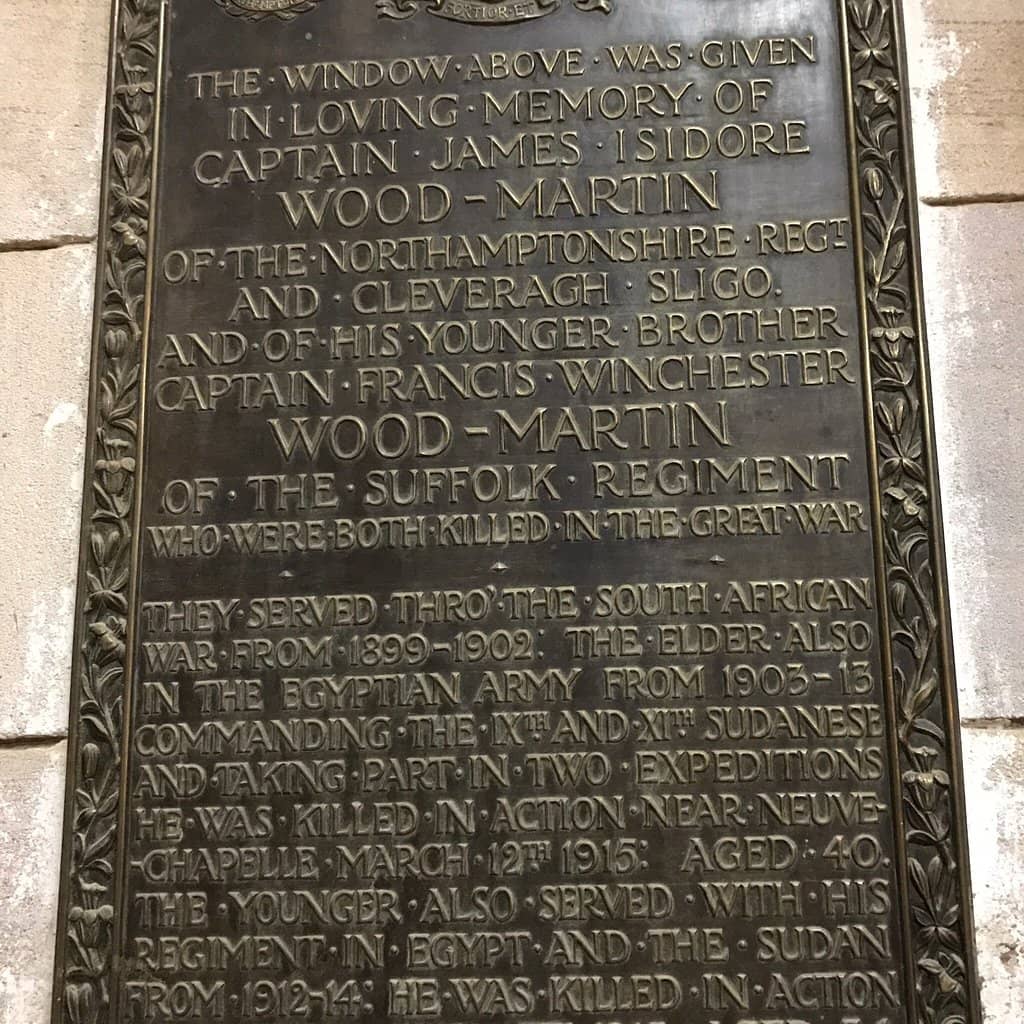 FORTIOR·ET
THE·WINDOW·ABOVE·WAS·GIVEN
IN·LOVING·MEMORY·OF
CAPTAIN·JAMES·ISIDORE
WOOD-MARTIN
OF·THE·NORTHAMPTONSHIRE·REGT
AND·CLEVERAGH·SLIGO.
AND·OF·HIS·YOUNGER·BROTHER
CAPTAIN·FRANCIS·WINCHESTER
WOOD-MARTIN
OF·THE·SUFFOLK·REGIMENT
WHO·WERE·BOTH·KILLED·IN·THE·GREAT·WAR
THEY·SERVED·THRO'·THE·SOUTH·AFRICAN
WAR·FROM·1899-1902: THE·ELDER·ALSO
IN THE EGYPTIAN ARMY FROM 1903-13
COMMANDING·THE·IXTH·AND·XITH·SUDANESE
AND·TAKING·PART·IN·TWO·EXPEDITIONS
HE·WAS·KILLED·IN·ACTION·NEAR·NEUVE-
-CHAPELLE·MARCH·12TH·1915: AGED·40.
THE·YOUNGER·ALSO·SERVED·WITH·HIS
REGIMENT·IN·EGYPT·AND·THE·SUDAN
FROM·1912-14: HE·WAS·KILLED·IN·ACTION